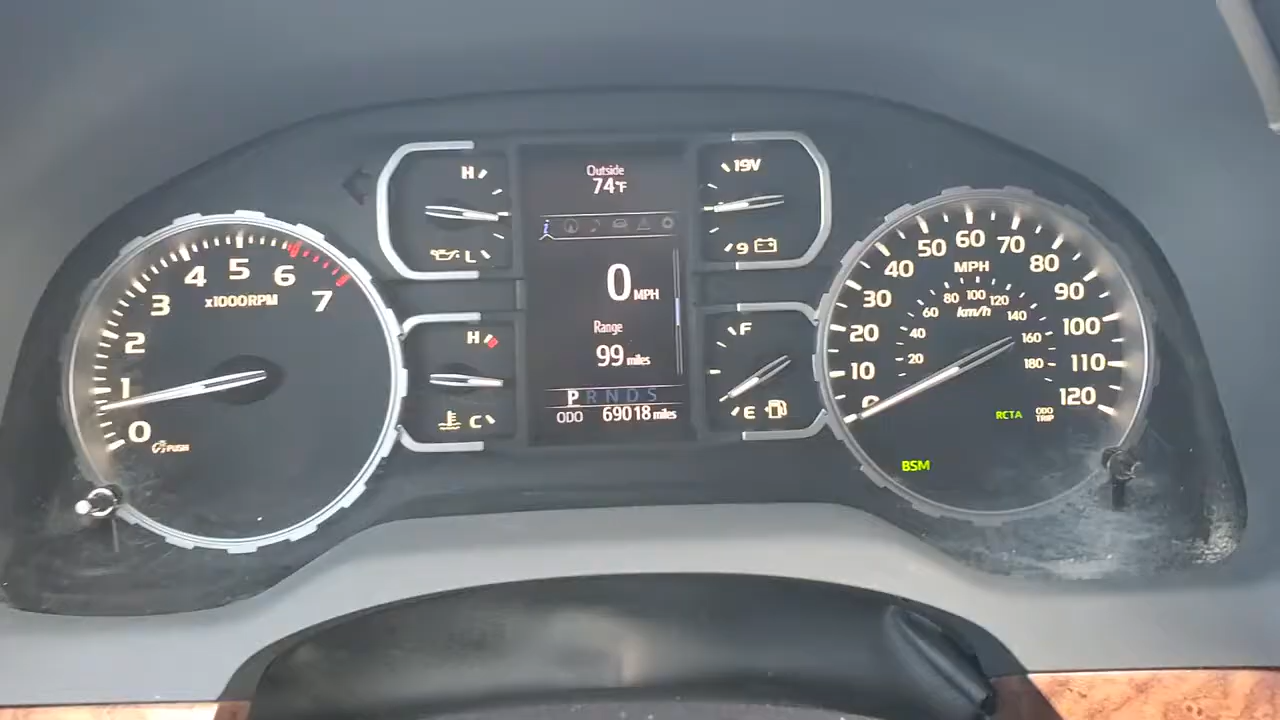 0
1
2
3
4
5
6
7
x1000RPM
PUSH
H
L
H
C
Outside
74°F
i
0 MPH
Range
99 miles
P R N D S
ODO 69018 miles
19V
9
F
E
0
10
20
30
40
50
60
70
80
90
100
110
120
MPH
20
40
60
80
100
120
140
160
180
km/h
RCTA
ODO
TRIP
BSM